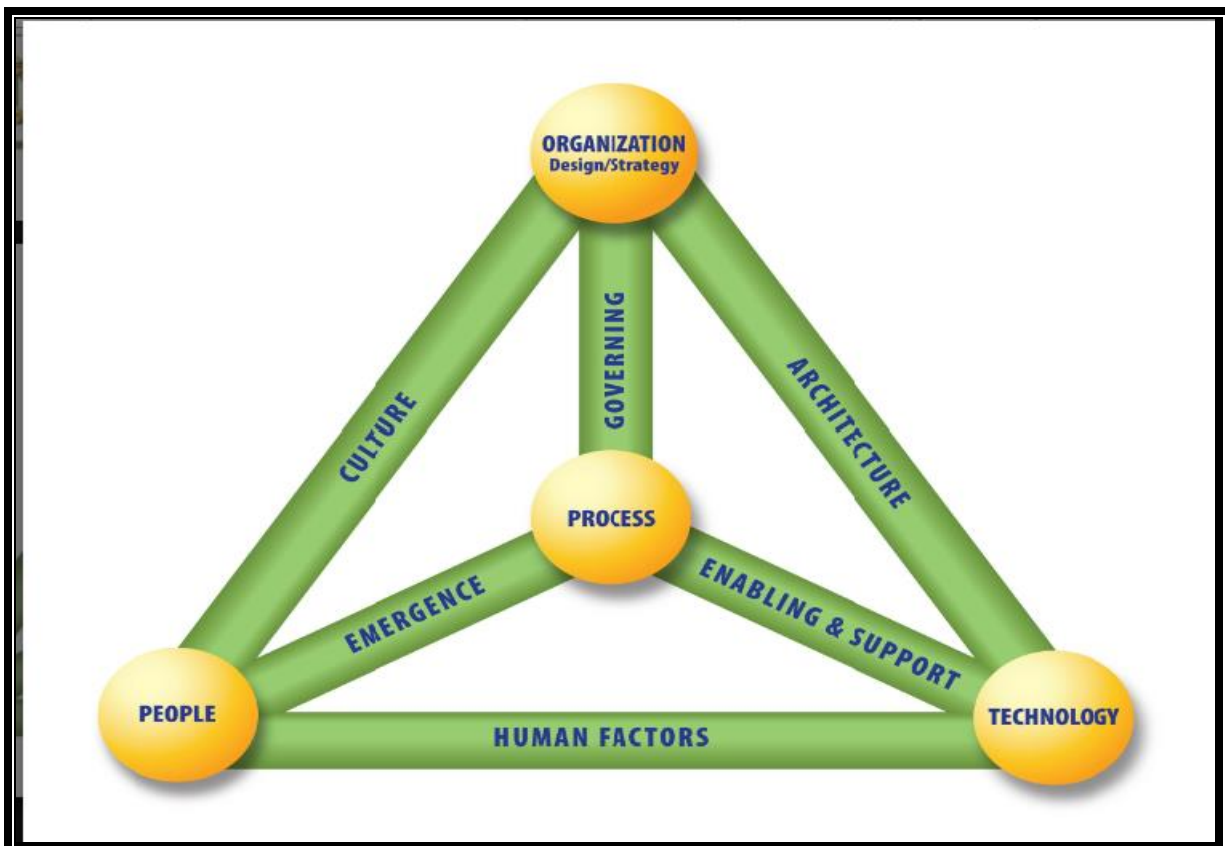 ORGANIZATION
Design/Strategy
GOVERNING
CULTURE
ARCHITECTURE
PROCESS
EMERGENCE
ENABLING & SUPPORT
PEOPLE
HUMAN FACTORS
TECHNOLOGY